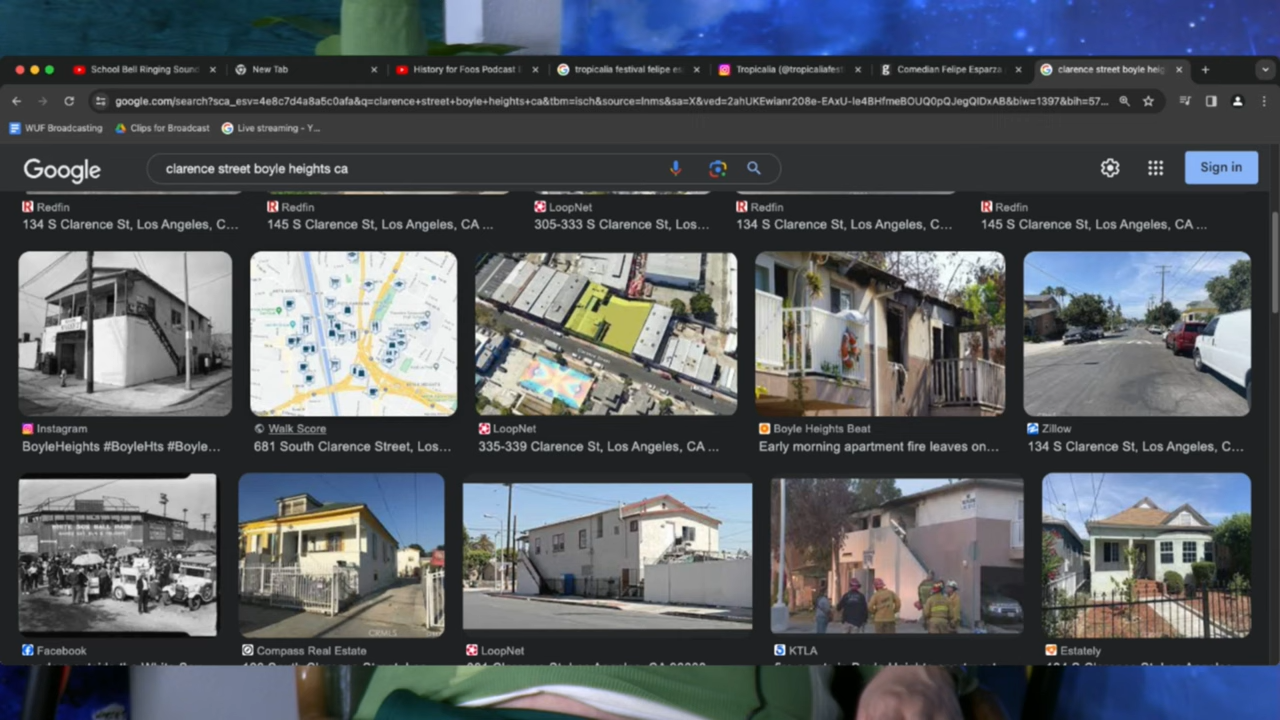 School Bell Ringing Soun
New Tab
History for Foos Podcast
tropicalia festival felipe es
Tropicalia (@tropicaliafest
Comedian Felipe Esparza
clarence street boyle heig
google.com/search?sca_esv=4e8c7d4a8a5c0afa&q=clarence+street+boyle+heights+ca&tbm=isch&source=lnms&sa=X&ved=2ahUKEwianr208e-EAxU-le4BHfmeBOUQ0pQJegQIDxAB&biw=1397&bih=57...
WUF Broadcasting
Clips for Broadcast
Live streaming - Y...
Google
clarence street boyle heights ca
Sign in
Redfin
Redfin
LoopNet
Redfin
Redfin
134 S Clarence St, Los Angeles, C...
145 S Clarence St, Los Angeles, CA ...
305-333 S Clarence St, Los...
134 S Clarence St, Los Angeles, C...
145 S Clarence St, Los Angeles, CA ...
Instagram
Walk Score
LoopNet
Boyle Heights Beat
Zillow
BoyleHeights #BoyleHts #Boyle...
681 South Clarence Street, Los...
335-339 Clarence St, Los Angeles, CA ...
Early morning apartment fire leaves on...
134 S Clarence St, Los Angeles, C...
CRMLS
Facebook
Compass Real Estate
LoopNet
KTLA
Estately